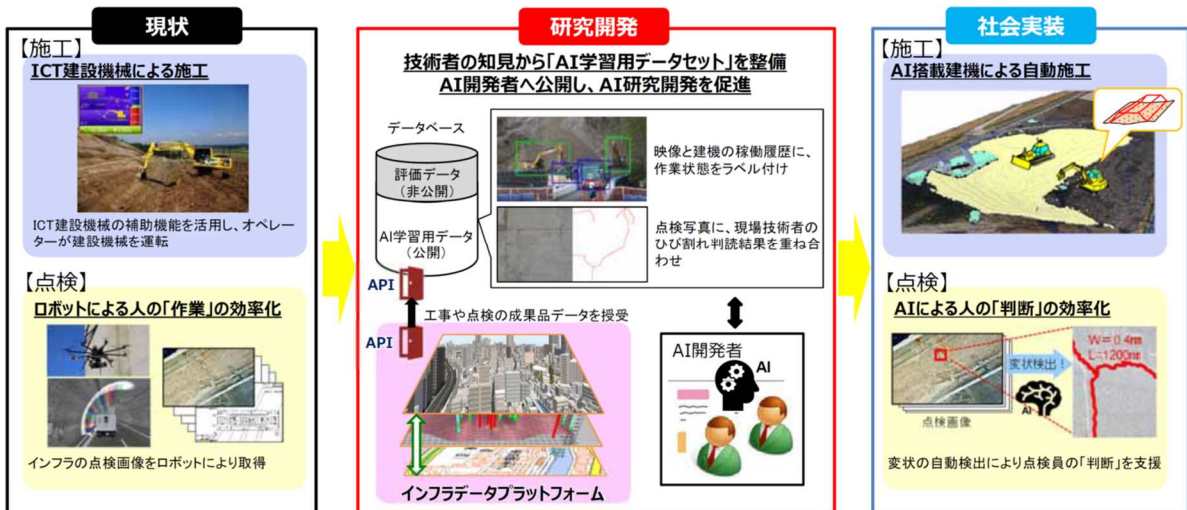 現状
【施工】
ICT建設機械による施工
ICT建設機械の補助機能を活用し、オペレー
ターが建設機械を運転
【点検】
ロボットによる人の「作業」の効率化
インフラの点検画像をロボットにより取得
研究開発
技術者の知見から「AI学習用データセット」を整備
AI開発者へ公開し、AI研究開発を促進
データベース
評価データ
(非公開)
AI学習用データ
(公開)
映像と建機の稼働履歴に、
作業状態をラベル付け
点検写真に、現場技術者の
ひび割れ判読結果を重ね合
わせ
API
工事や点検の成果品データを授受
API
インフラデータプラットフォーム
AI開発者
AI
社会実装
【施工】
AI搭載建機による自動施工
【点検】
AIによる人の「判断」の効率化
変状検出!
AI
点検画像
W=0.4㎜
L=1200㎜
変状の自動検出により点検員の「判断」を支援